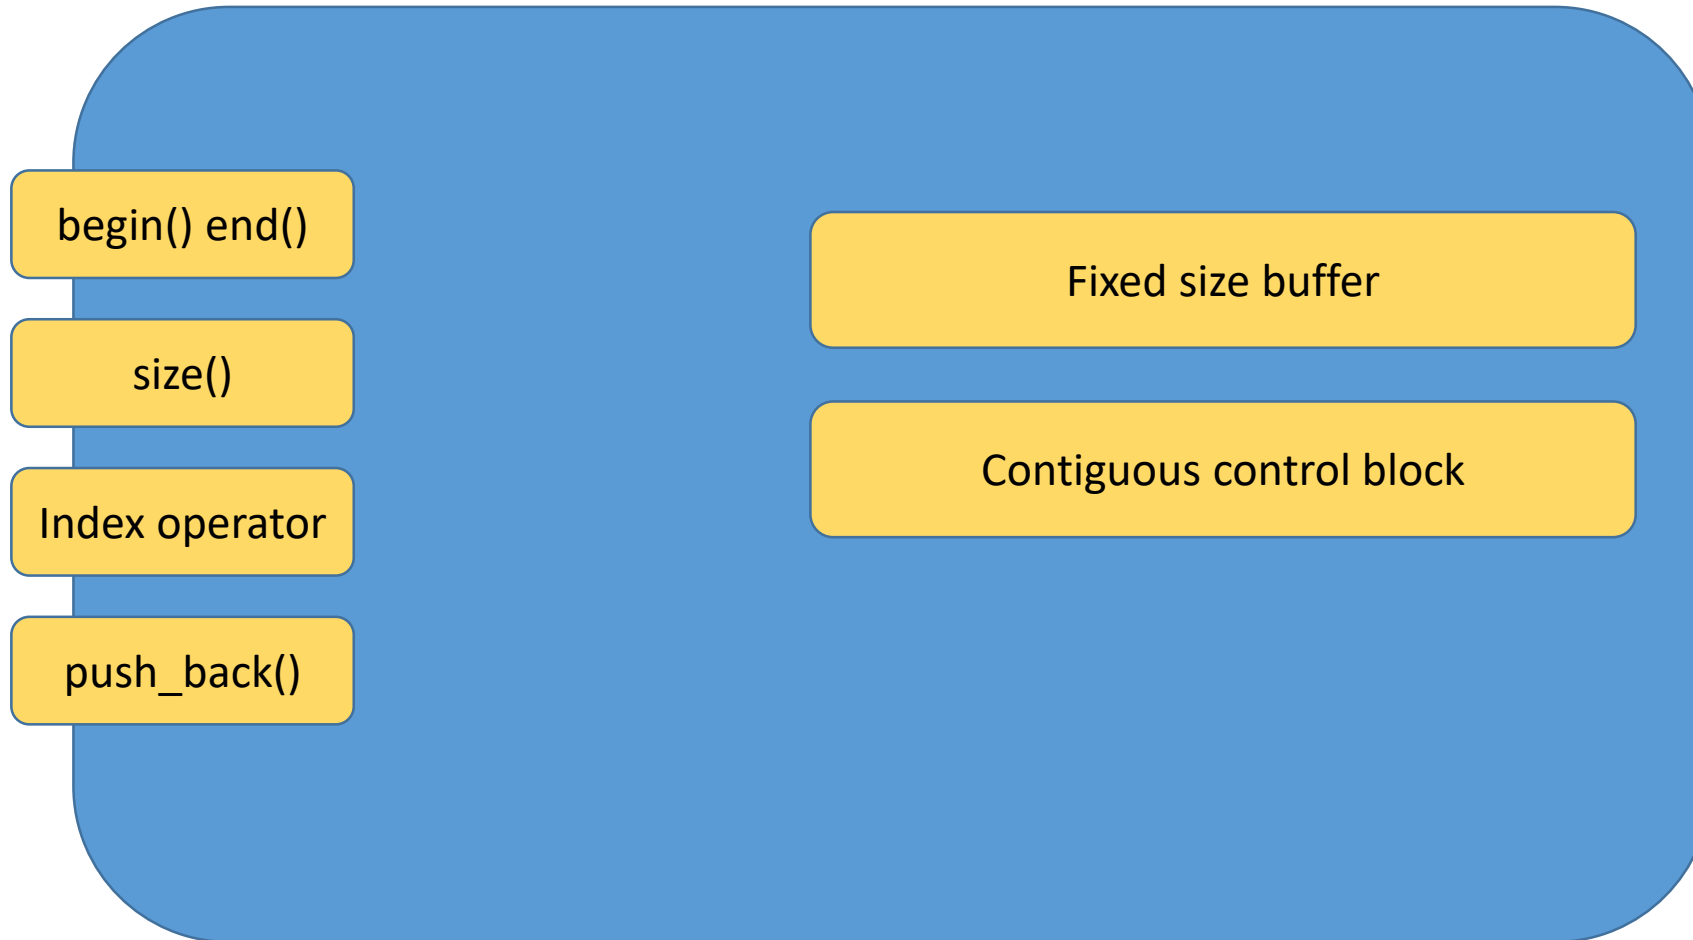 begin() end()
size()
Index operator
push_back()
Fixed size buffer
Contiguous control block